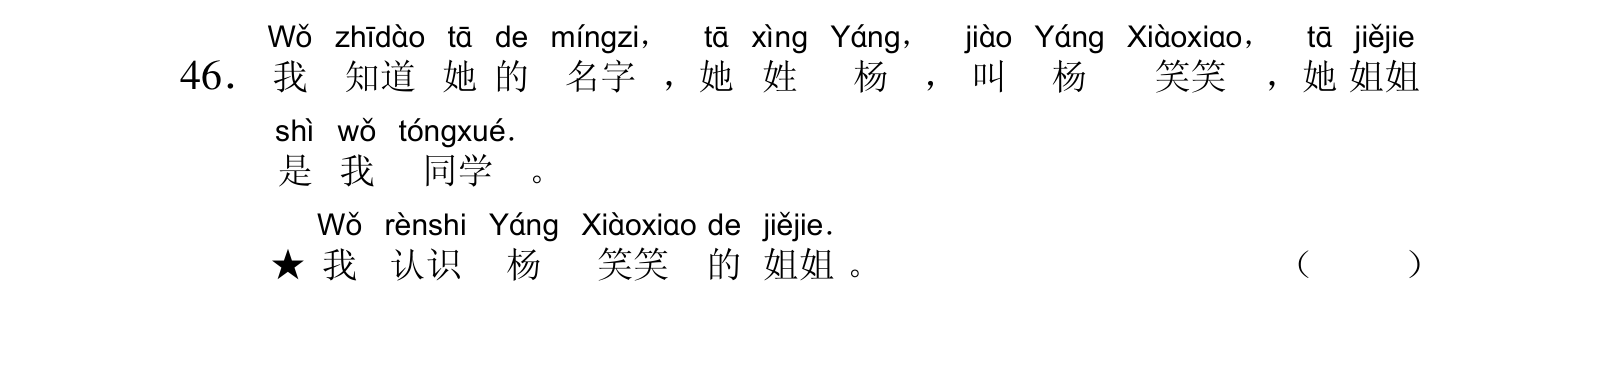 Wǒ zhīdào tā de míngzi, tā xìng Yáng, jiào Yáng Xiàoxiao, tā jiějie
46. 我 知道 她 的 名字 ，她 姓 杨 ，叫 杨 笑笑 ，她 姐姐
shì wǒ tóngxué.
是 我 同学 。
Wǒ rènshi Yáng Xiàoxiao de jiějie.
★ 我 认识 杨 笑笑 的 姐姐 。 （ ）